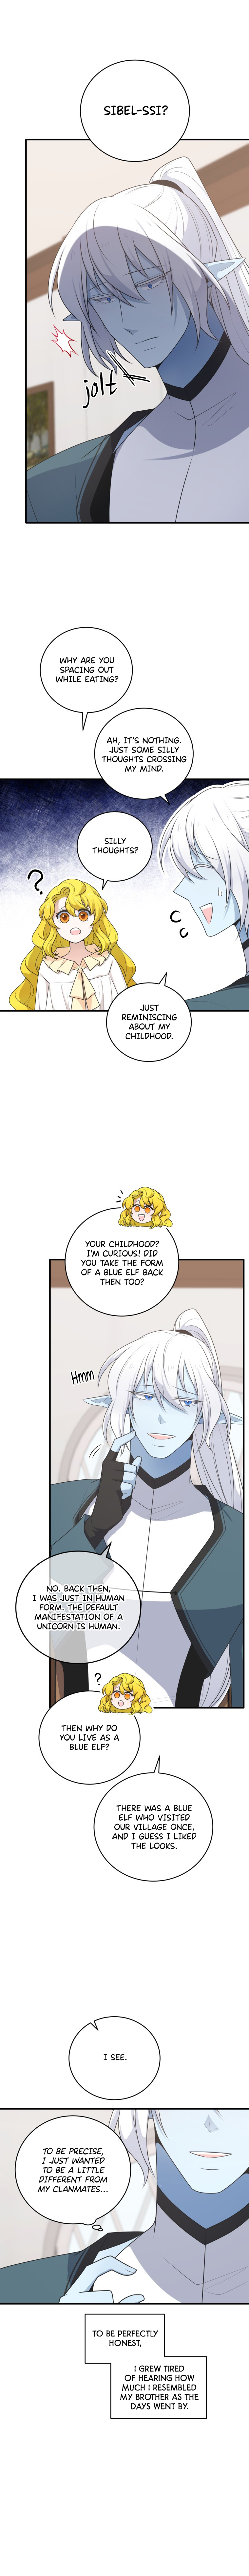 SIBEL-SSI?
jolt
WHY ARE YOU
SPACING OUT
WHILE EATING?
AH, IT'S NOTHING.
JUST SOME SILLY
THOUGHTS CROSSING
MY MIND.
SILLY
THOUGHTS?
?
JUST
REMINISCING
ABOUT MY
CHILDHOOD.
YOUR CHILDHOOD?
I'M CURIOUS! DID
YOU TAKE THE FORM
OF A BLUE ELF BACK
THEN TOO?
Hmm
NO. BACK THEN,
I WAS JUST IN HUMAN
FORM. THE DEFAULT
MANIFESTATION OF A
UNICORN IS HUMAN.
?
THEN WHY DO
YOU LIVE AS A
BLUE ELF?
THERE WAS A BLUE
ELF WHO VISITED
OUR VILLAGE ONCE,
AND I GUESS I LIKED
THE LOOKS.
I SEE.
TO BE PRECISE,
I JUST WANTED
TO BE A LITTLE
DIFFERENT FROM
MY CLANMATES...
TO BE PERFECTLY
HONEST,
I GREW TIRED
OF HEARING HOW
MUCH I RESEMBLED
MY BROTHER AS THE
DAYS WENT BY.